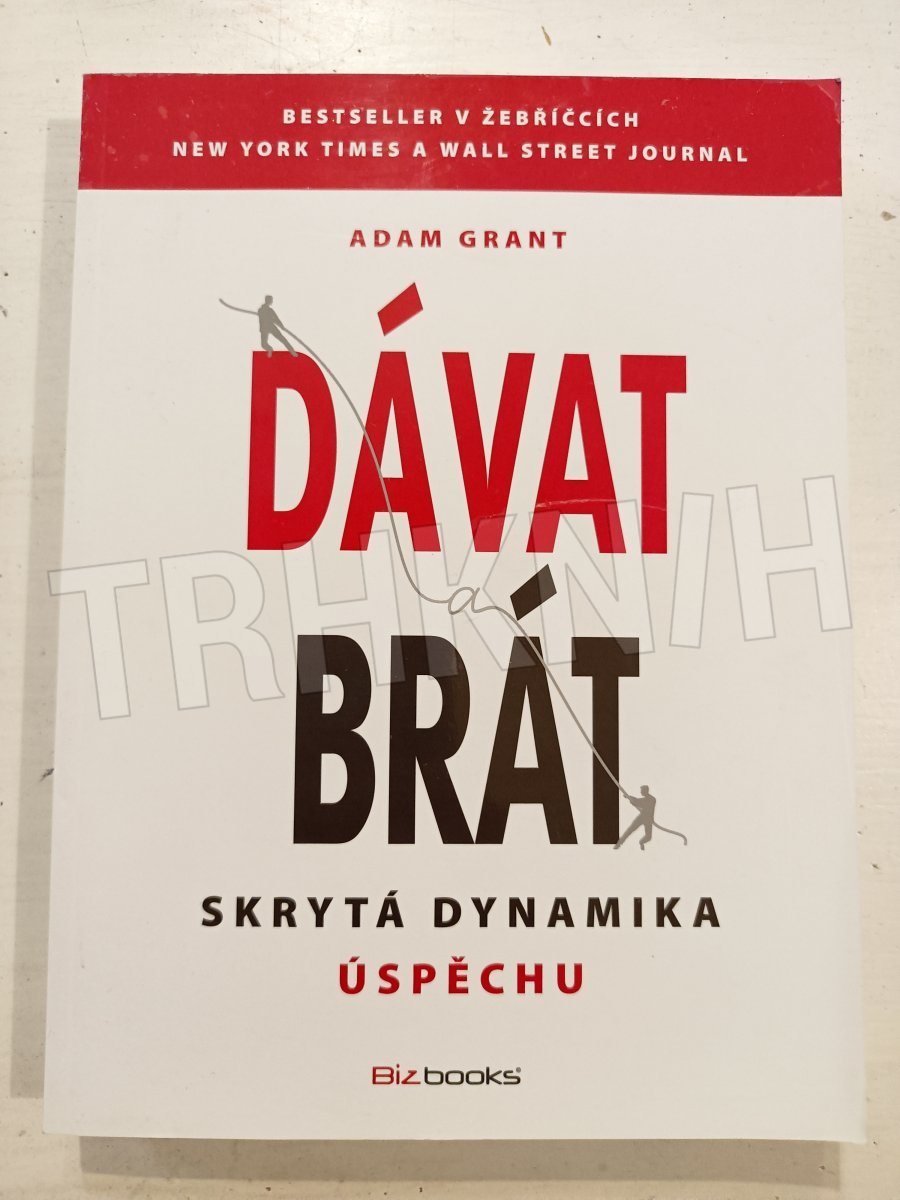 BESTSELLER V ŽEBŘÍČCÍCH
NEW YORK TIMES A WALL STREET JOURNAL
ADAM GRANT
DÁVAT
a
BRÁT
SKRYTÁ DYNAMIKA
ÚSPĚCHU
Bizbooks®
TRHKNIH